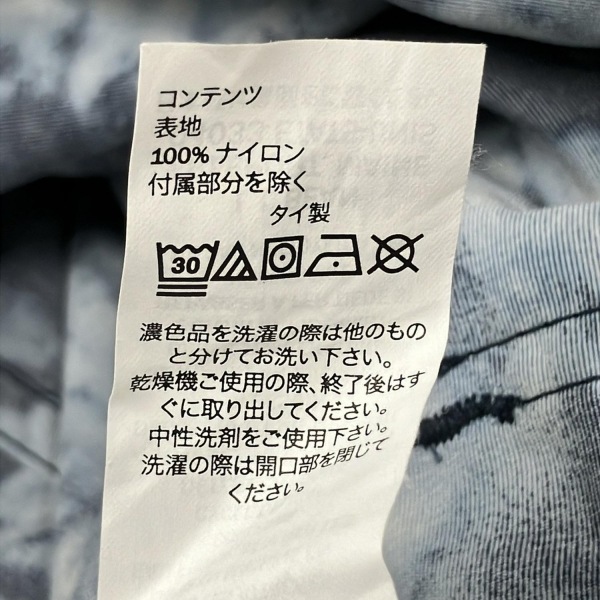 コンテンツ
表地
100% ナイロン
付属部分を除く
タイ製
30
濃色品を洗濯の際は他のもの
と分けてお洗い下さい。
乾燥機ご使用の際、終了後はす
ぐに取り出してください。
中性洗剤をご使用下さい。
洗濯の際は開口部を閉じて
ください。